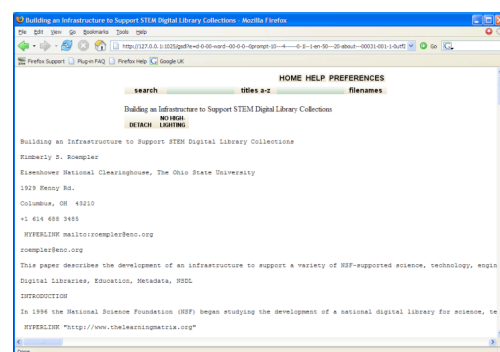 Building an Infrastructure to Support STEM Digital Library Collections - Mozilla Firefox
File Edit View Go Bookmarks Tools Help
Go
Firefox Support Plug-in FAQ Firefox Help Google UK
HOME HELP PREFERENCES
search titles a-z filenames
Building an Infrastructure to Support STEM Digital Library Collections
DETACH NO HIGH-
LIGHTING
Building an Infrastructure to Support STEM Digital Library Collections
Kimberly S. Roempler
Eisenhower National Clearinghouse, The Ohio State University
1929 Kenny Rd.
Columbus, OH 43210
+1 614 688 3485
HYPERLINK mailto:roempler@enc.org
roempler@enc.org
This paper describes the development of an infrastructure to support a variety of NSF-supported science, technology, engin
Digital Libraries, Education, Metadata, NSDL
INTRODUCTION
In 1996 the National Science Foundation (NSF) began studying the development of a national digital library for science, te
HYPERLINK "http://www.thelearningmatrix.org"
Done